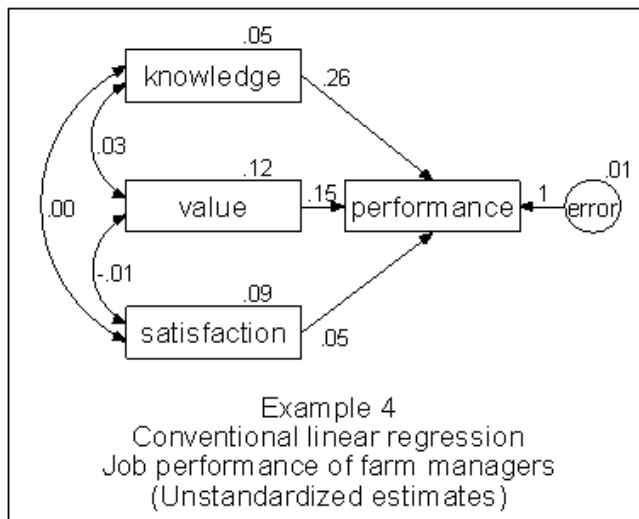 .05
knowledge
.26
.03
.01
.12
.00
value
.15
performance
1
error
-.01
.09
satisfaction
.05
Example 4
Conventional linear regression
Job performance of farm managers
(Unstandardized estimates)